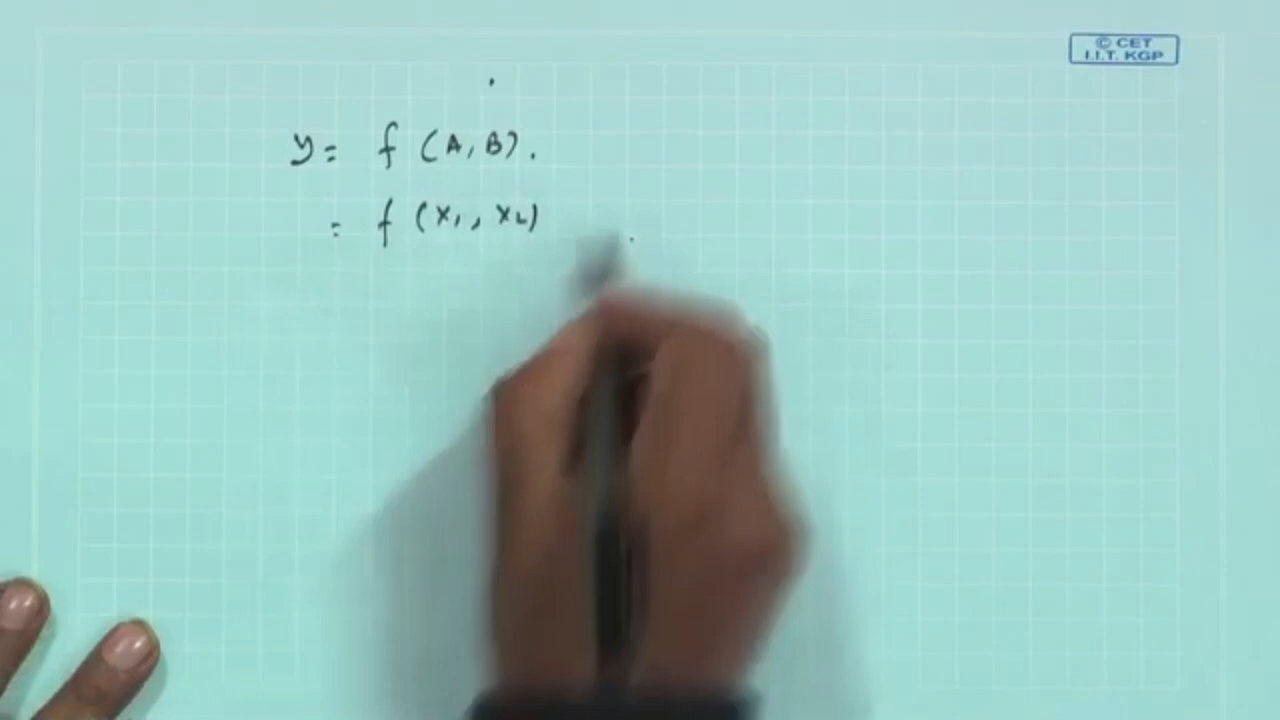 © CET
I.I.T. KGP
y = f (A, B).
= f (x1, x2)